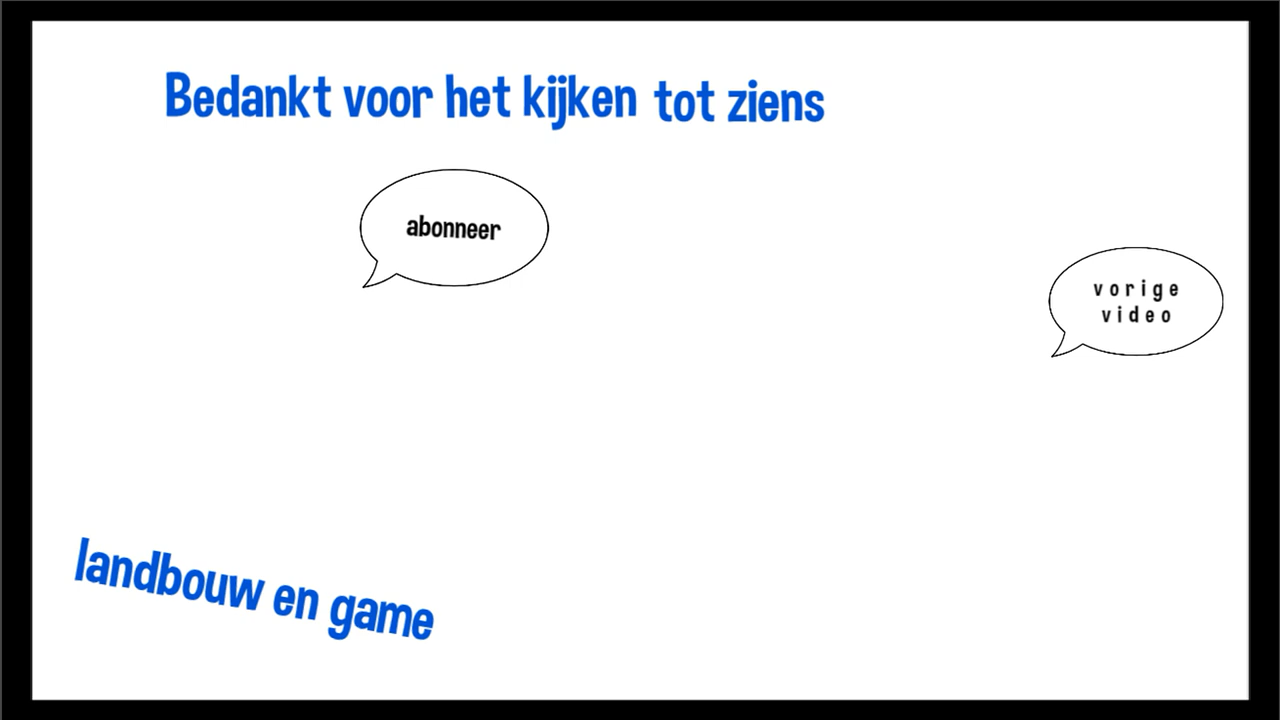 Bedankt voor het kijken tot ziens
abonneer
vorige
video
landbouw en game